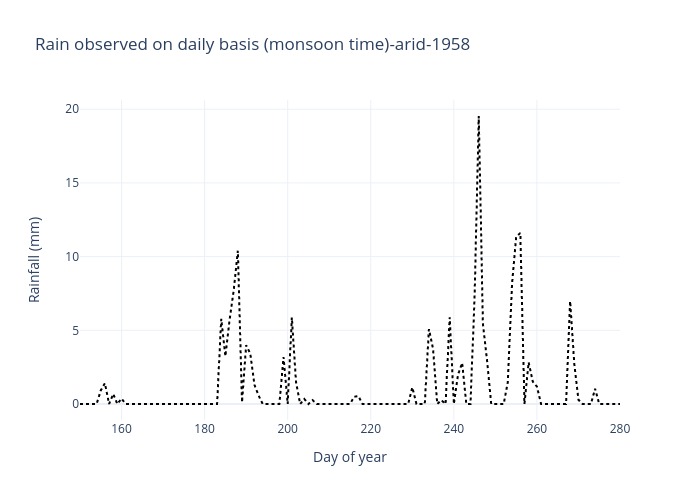 Rain observed on daily basis (monsoon time)-arid-1958
20
15
10
5
0
Rainfall (mm)
160 180 200 220 240 260 280
Day of year